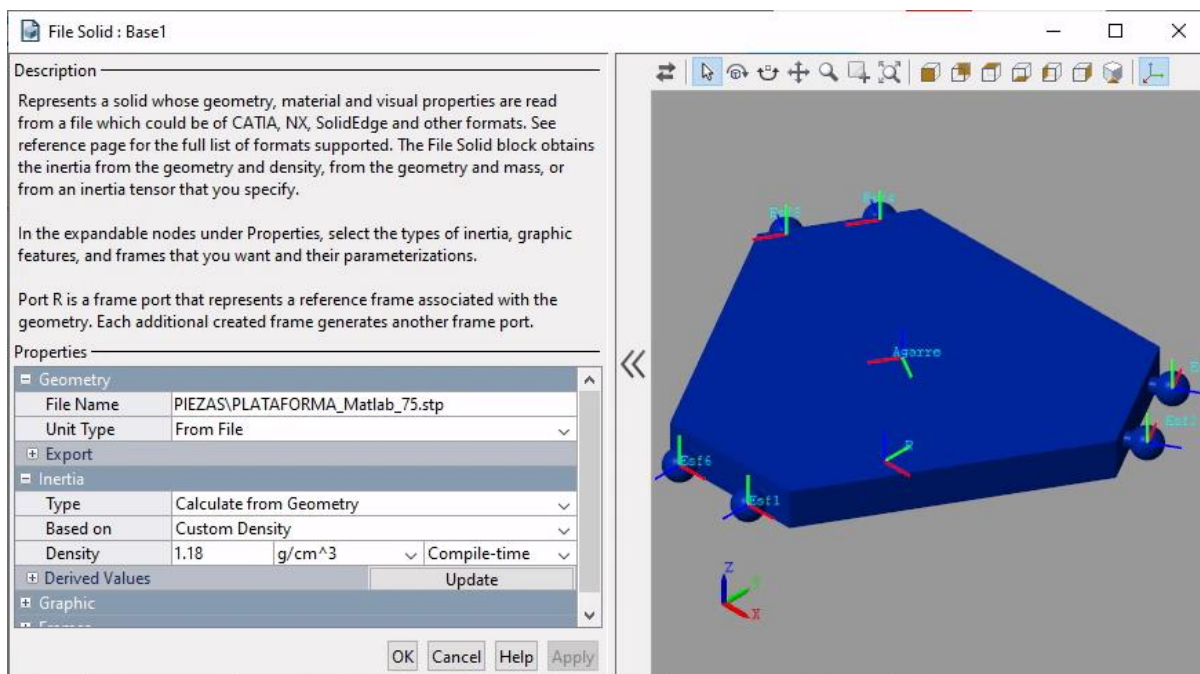 File Solid : Base1
Description
Represents a solid whose geometry, material and visual properties are read
from a file which could be of CATIA, NX, SolidEdge and other formats. See
reference page for the full list of formats supported. The File Solid block obtains
the inertia from the geometry and density, from the geometry and mass, or
from an inertia tensor that you specify.
In the expandable nodes under Properties, select the types of inertia, graphic
features, and frames that you want and their parameterizations.
Port R is a frame port that represents a reference frame associated with the
geometry. Each additional created frame generates another frame port.
Properties
Geometry
File Name PIEZAS\PLATAFORMA_Matlab_75.stp
Unit Type From File
Export
Inertia
Type Calculate from Geometry
Based on Custom Density
Density 1.18 g/cm^3 Compile-time
Derived Values Update
Graphic
Frames
OK Cancel Help Apply
Agarre
R
Esf6
Esf1
Z
X